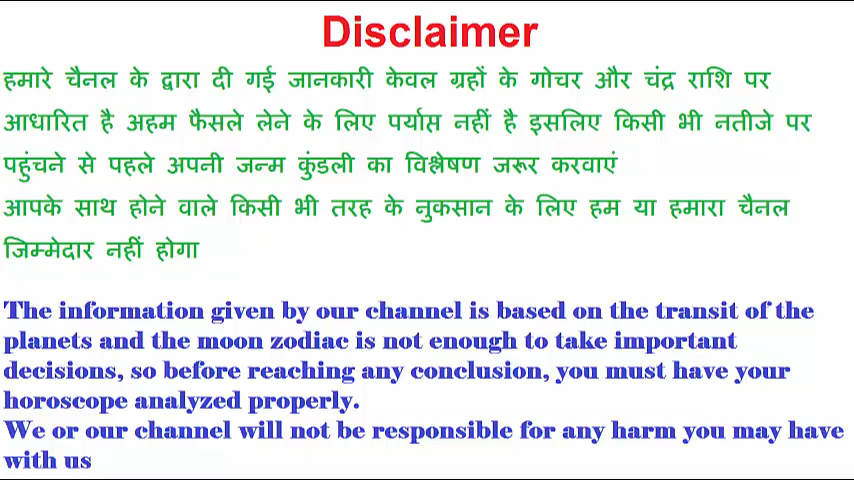 Disclaimer
हमारे चैनल के द्वारा दी गई जानकारी केवल ग्रहों के गोचर और चंद्र राशि पर
आधारित है अहम फैसले लेने के लिए पर्याप्त नहीं है इसलिए किसी भी नतीजे पर
पहुंचने से पहले अपनी जन्म कुंडली का विश्लेषण जरूर करवाएं
आपके साथ होने वाले किसी भी तरह के नुकसान के लिए हम या हमारा चैनल
जिम्मेदार नहीं होगा
The information given by our channel is based on the transit of the
planets and the moon zodiac is not enough to take important
decisions, so before reaching any conclusion, you must have your
horoscope analyzed properly.
We or our channel will not be responsible for any harm you may have
with us